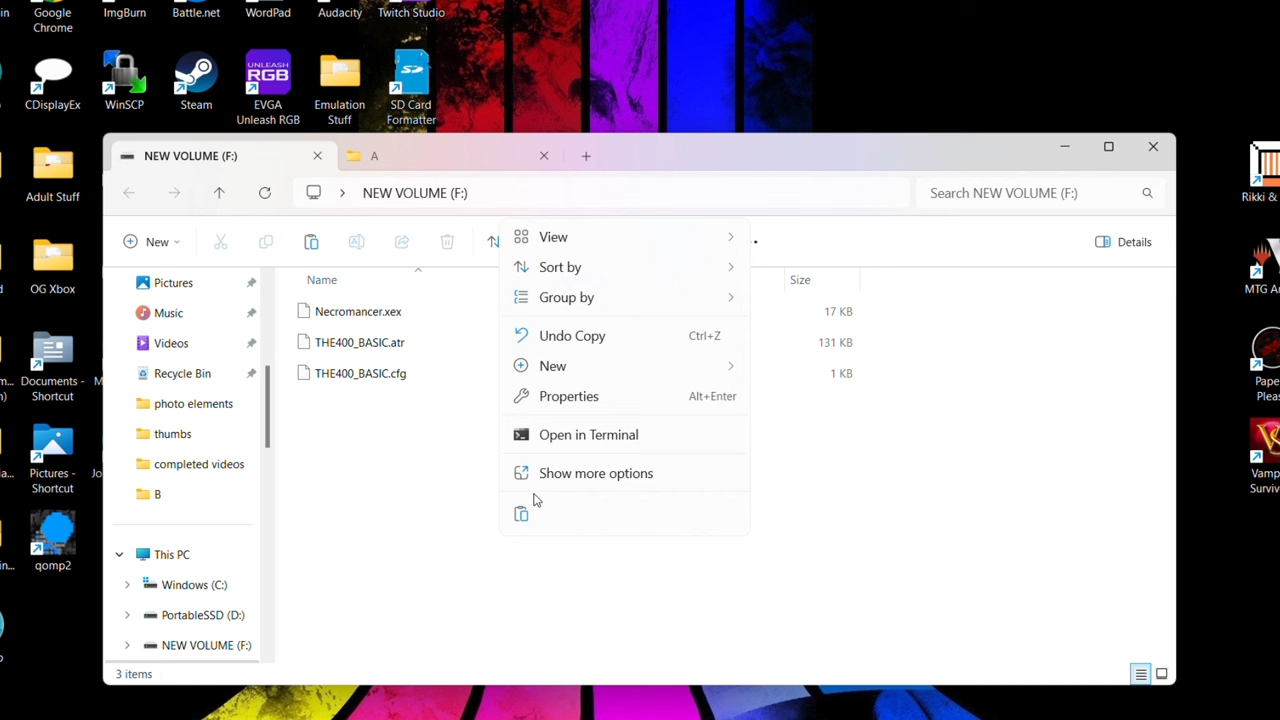 Google
Chrome
ImgBurn
Battle.net
WordPad
Audacity
Twitch Studio
CDisplayEx
WinSCP
Steam
UNLEASH
RGB
EVGA
Unleash RGB
Emulation
Stuff
SD
SD Card
Formatter
Adult Stuff
OG Xbox
Documents -
Shortcut
Pictures -
Shortcut
qomp2
NEW VOLUME (F:)
A
NEW VOLUME (F:)
Search NEW VOLUME (F:)
New
Details
Pictures
Music
Videos
Recycle Bin
photo elements
thumbs
completed videos
B
This PC
Windows (C:)
PortableSSD (D:)
NEW VOLUME (F:)
Name
Size
Necromancer.xex
17 KB
THE400_BASIC.atr
131 KB
THE400_BASIC.cfg
1 KB
View
Sort by
Group by
Undo Copy
Ctrl+Z
New
Properties
Alt+Enter
Open in Terminal
Show more options
3 items
Rikki &
MTG Ar
Pape
Pleas
Vamp
Surviv